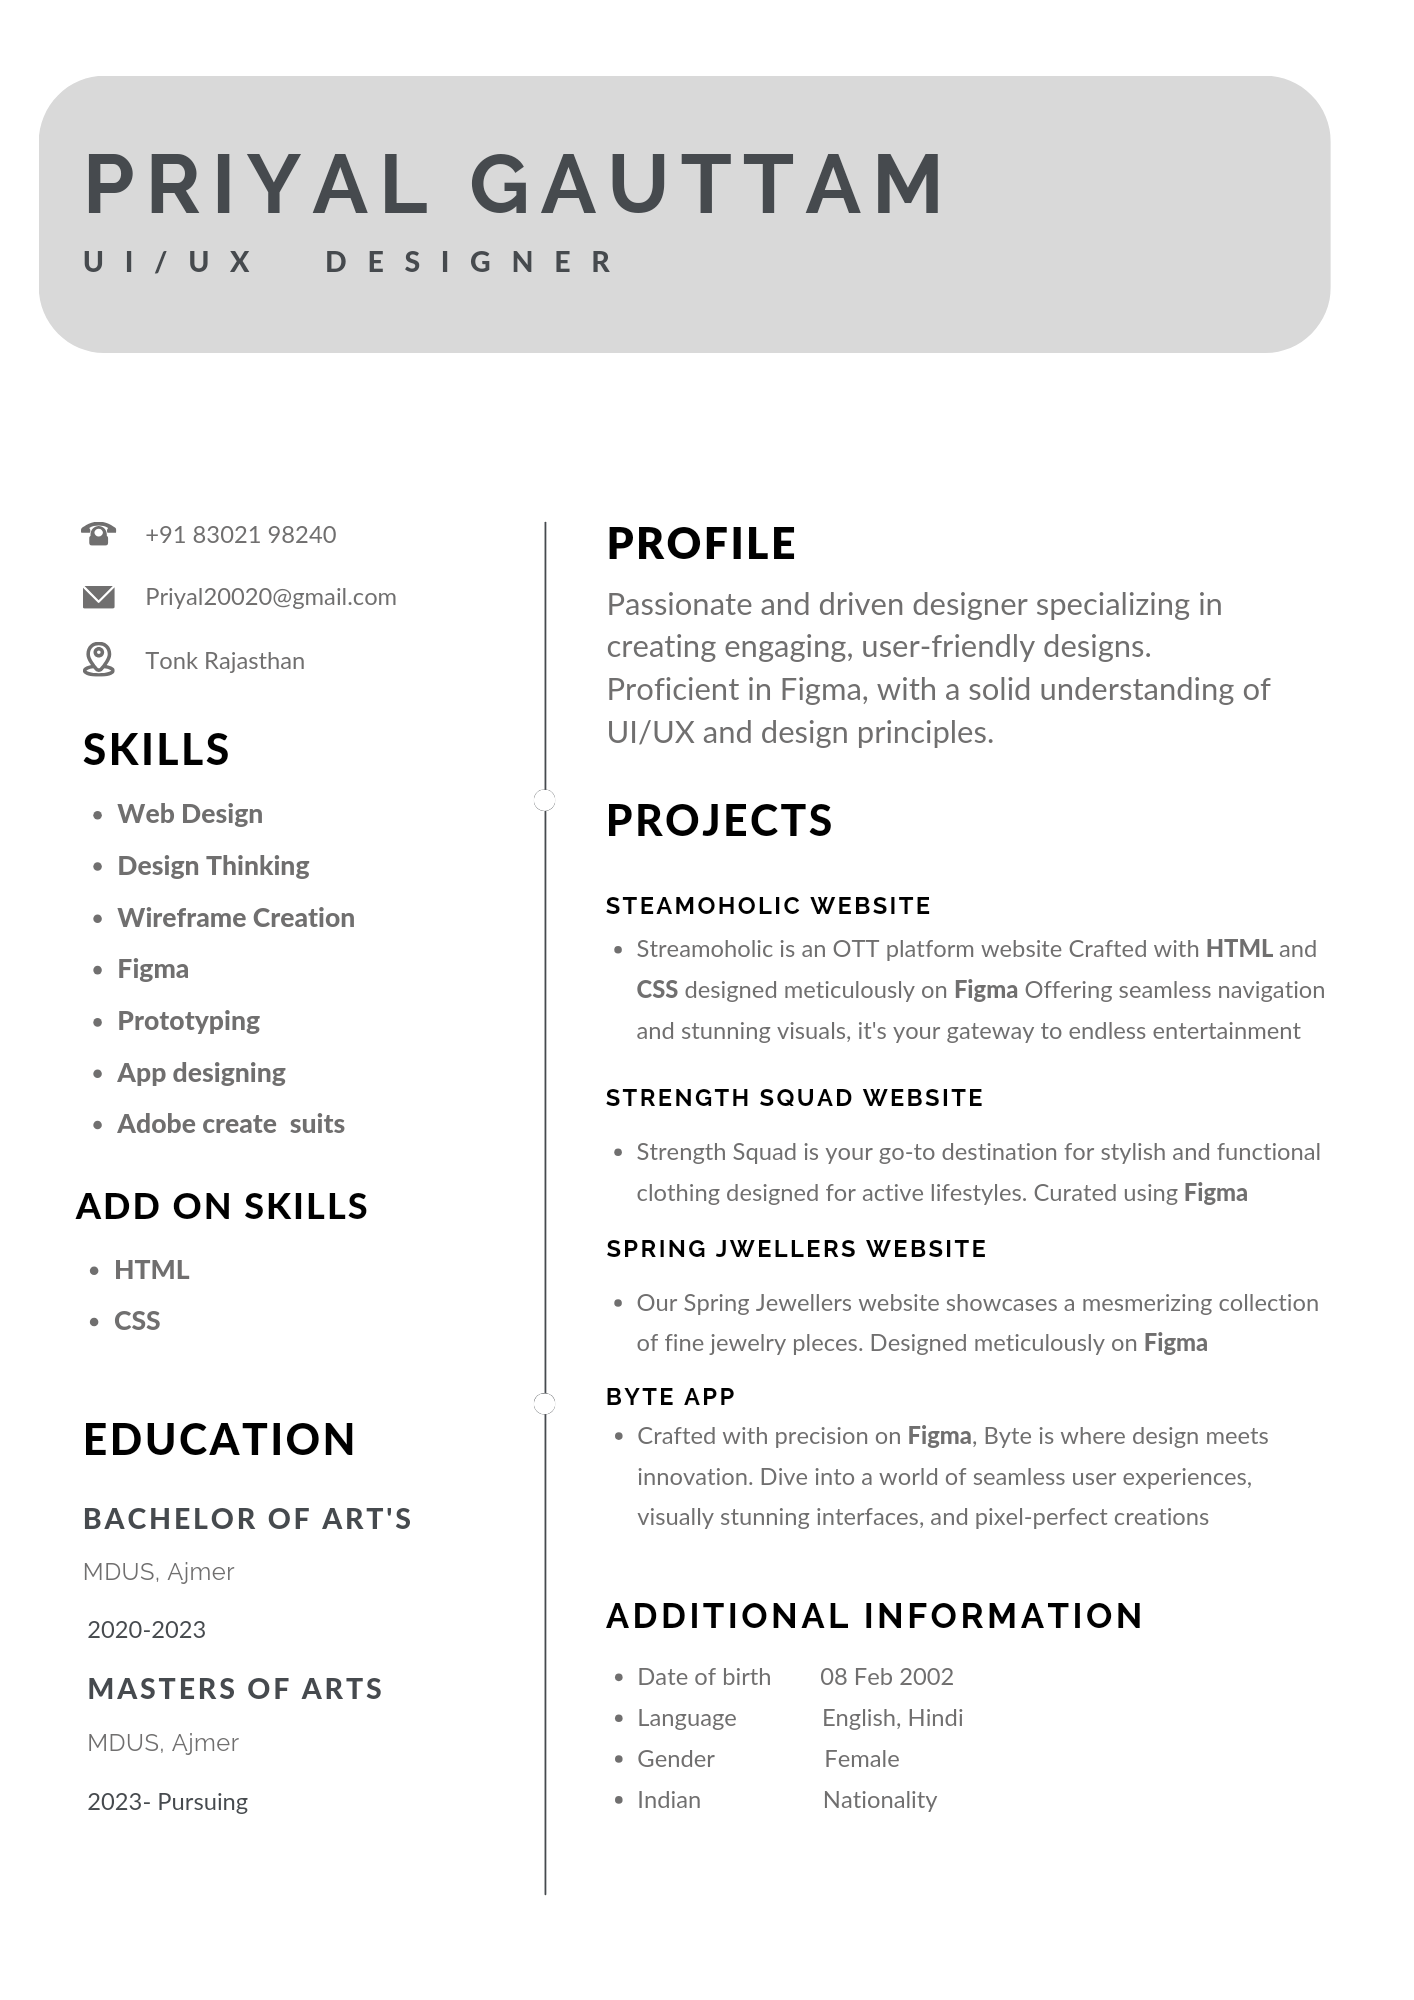 PRIYAL GAUTTAM
UI/UX DESIGNER
+91 83021 98240
Priyal20020@gmail.com
Tonk Rajasthan
SKILLS
• Web Design
• Design Thinking
• Wireframe Creation
• Figma
• Prototyping
• App designing
• Adobe create suits
ADD ON SKILLS
• HTML
• CSS
EDUCATION
BACHELOR OF ART'S
MDUS, Ajmer
2020-2023
MASTERS OF ARTS
MDUS, Ajmer
2023- Pursuing
PROFILE
Passionate and driven designer specializing in
creating engaging, user-friendly designs.
Proficient in Figma, with a solid understanding of
UI/UX and design principles.
PROJECTS
STEAMOHOLIC WEBSITE
• Streamoholic is an OTT platform website Crafted with HTML and
CSS designed meticulously on Figma Offering seamless navigation
and stunning visuals, it's your gateway to endless entertainment
STRENGTH SQUAD WEBSITE
• Strength Squad is your go-to destination for stylish and functional
clothing designed for active lifestyles. Curated using Figma
SPRING JWELLERS WEBSITE
• Our Spring Jewellers website showcases a mesmerizing collection
of fine jewelry pleces. Designed meticulously on Figma
BYTE APP
• Crafted with precision on Figma, Byte is where design meets
innovation. Dive into a world of seamless user experiences,
visually stunning interfaces, and pixel-perfect creations
ADDITIONAL INFORMATION
• Date of birth 08 Feb 2002
• Language English, Hindi
• Gender Female
• Indian Nationality